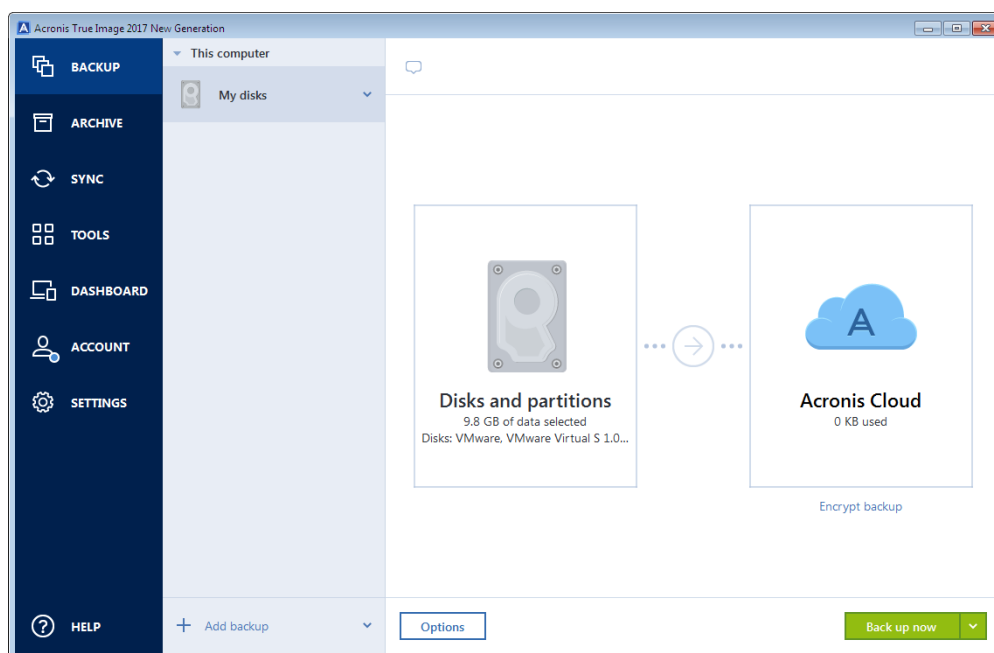 Acronis True Image 2017 New Generation
BACKUP
ARCHIVE
SYNC
TOOLS
DASHBOARD
ACCOUNT
SETTINGS
HELP
This computer
My disks
Add backup
Disks and partitions
9.8 GB of data selected
Disks: VMware, VMware Virtual S 1.0...
Acronis Cloud
0 KB used
Encrypt backup
Options
Back up now